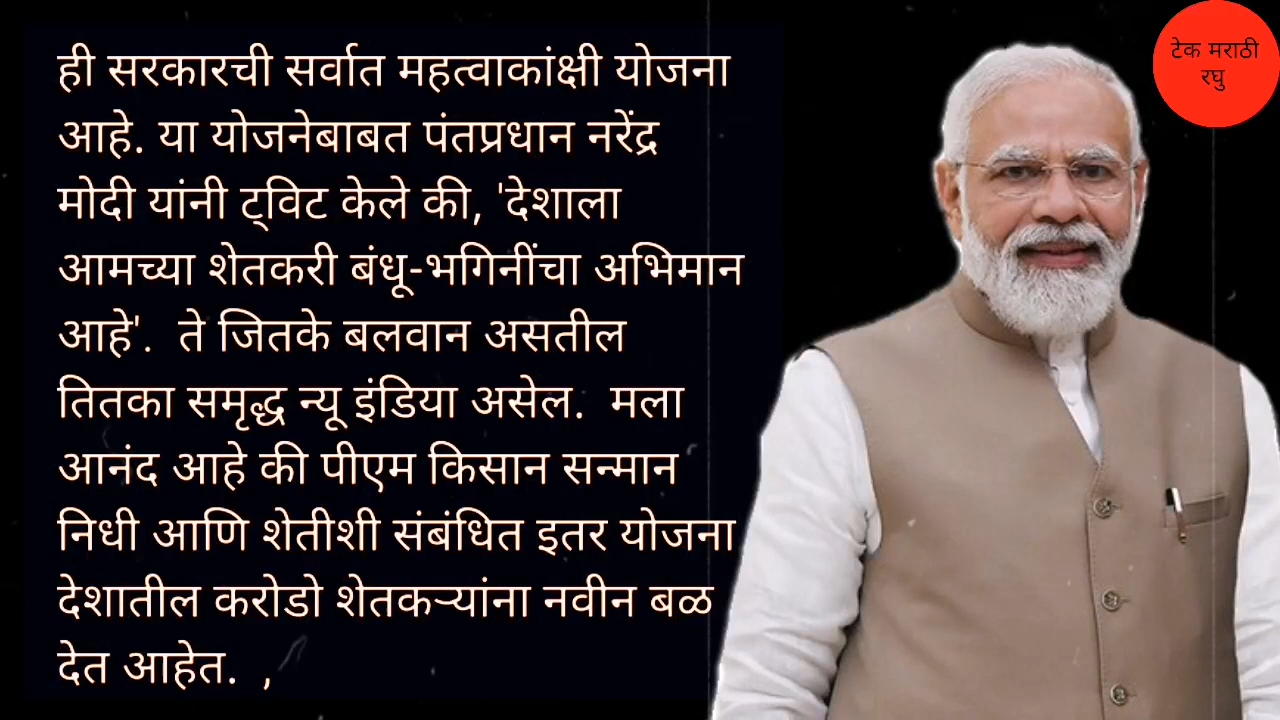 ही सरकारची सर्वात महत्वाकांक्षी योजना
आहे. या योजनेबाबत पंतप्रधान नरेंद्र
मोदी यांनी ट्विट केले की, 'देशाला
आमच्या शेतकरी बंधू-भगिनींचा अभिमान
आहे'. ते जितके बलवान असतील
तितका समृद्ध न्यू इंडिया असेल. मला
आनंद आहे की पीएम किसान सन्मान
निधी आणि शेतीशी संबंधित इतर योजना
देशातील करोडो शेतकऱ्यांना नवीन बळ
देत आहेत. ,
टेक मराठी
रघु